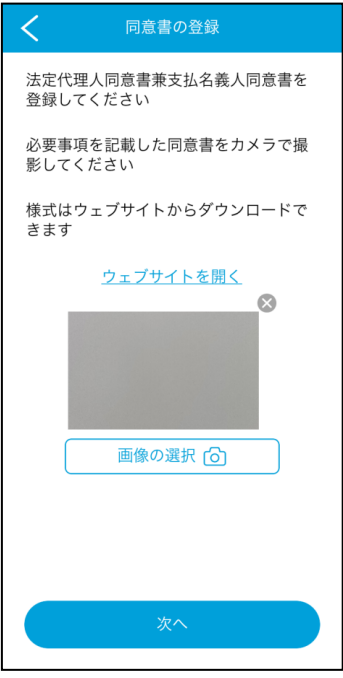 同意書の登録
法定代理人同意書兼支払名義人同意書を
登録してください
必要事項を記載した同意書をカメラで撮
影してください
様式はウェブサイトからダウンロードで
きます
ウェブサイトを開く
画像の選択
次へ